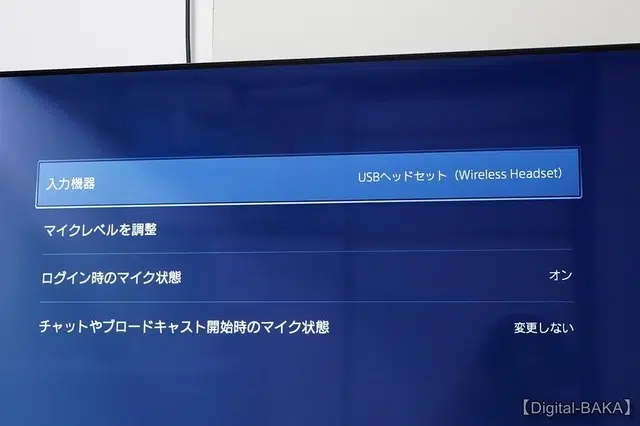 入力機器 USBヘッドセット（Wireless Headset）
マイクレベルを調整
ログイン時のマイク状態 オン
チャットやブロードキャスト開始時のマイク状態 変更しない
【Digital-BAKA】